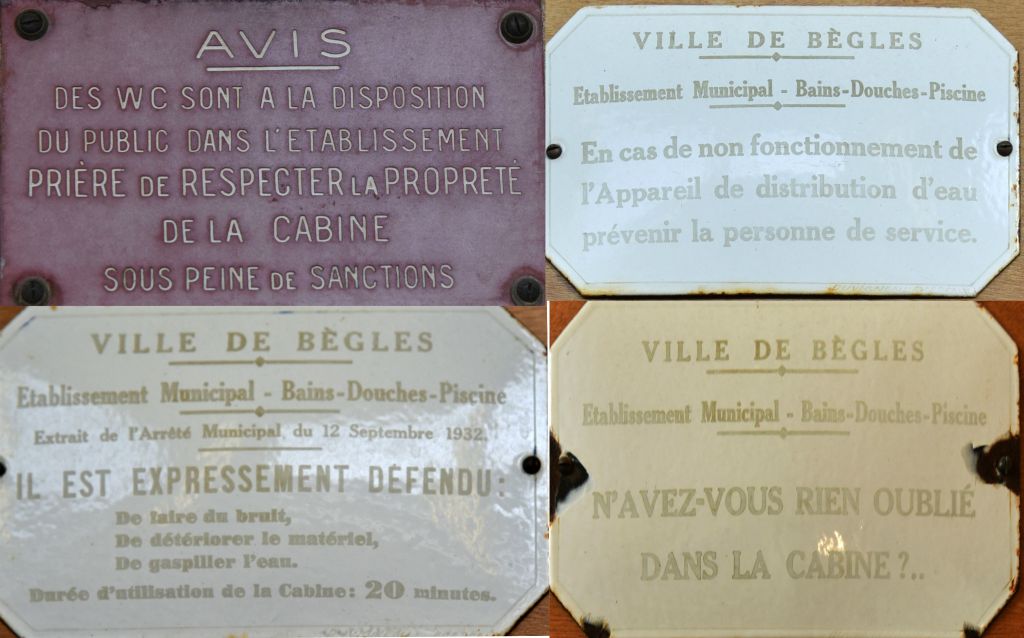 AVIS
DES WC SONT A LA DISPOSITION
DU PUBLIC DANS L'ETABLISSEMENT
PRIÈRE DE RESPECTER LA PROPRETÉ
DE LA CABINE
SOUS PEINE DE SANCTIONS
VILLE DE BÈGLES
Etablissement Municipal - Bains-Douches-Piscine
En cas de non fonctionnement de
l'Appareil de distribution d'eau
prévenir la personne de service.
VILLE DE BÈGLES
Etablissement Municipal - Bains-Douches-Piscine
Extrait de l'Arrêté Municipal du 12 Septembre 1932.
IL EST EXPRESSEMENT DÉFENDU:
De faire du bruit,
De détériorer le matériel,
De gaspiller l'eau.
Durée d'utilisation de la Cabine: 20 minutes.
VILLE DE BÈGLES
Etablissement Municipal - Bains-Douches-Piscine
N'AVEZ-VOUS RIEN OUBLIÉ
DANS LA CABINE ?..